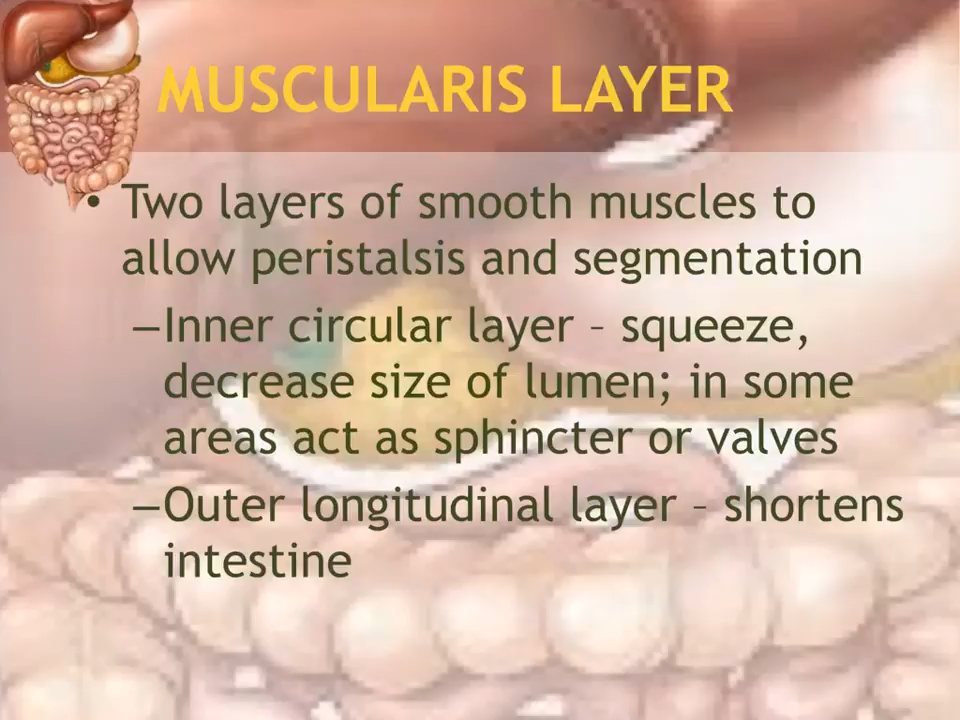 MUSCULARIS LAYER
• Two layers of smooth muscles to
allow peristalsis and segmentation
–Inner circular layer – squeeze,
decrease size of lumen; in some
areas act as sphincter or valves
–Outer longitudinal layer – shortens
intestine